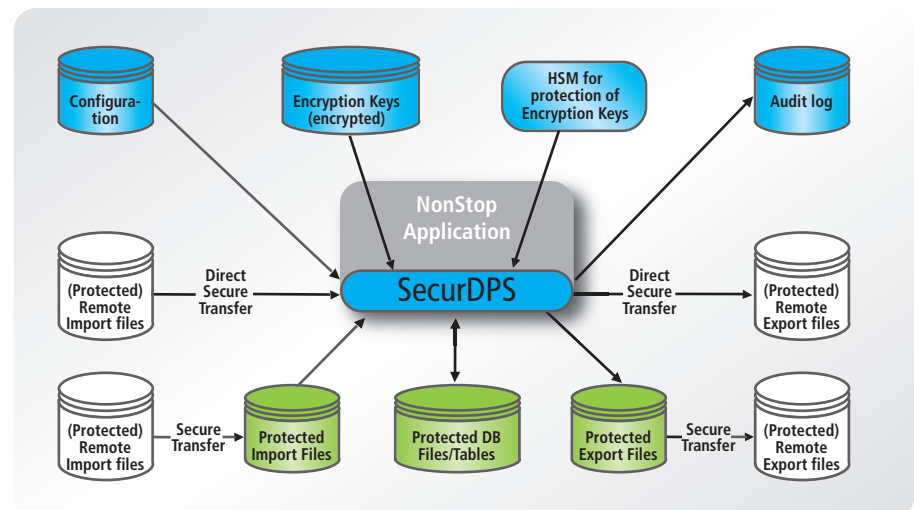 Configura-
tion
Encryption Keys
(encrypted)
HSM for
protection of
Encryption Keys
Audit log
NonStop
Application
SecurDPS
(Protected)
Remote
Import files
Direct
Secure
Transfer
Direct
Secure
Transfer
(Protected)
Remote
Export files
(Protected)
Remote
Import files
Secure
Transfer
Protected
Import Files
Protected DB
Files/Tables
Protected
Export Files
Secure
Transfer
(Protected)
Remote
Export files